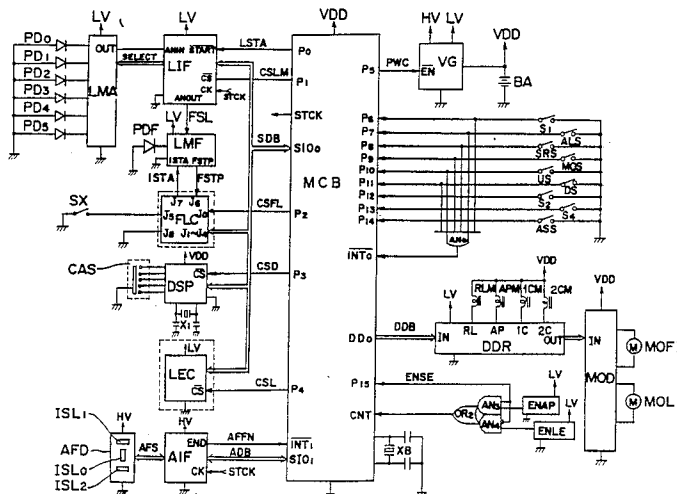 LV
LV
VDD
HV LV
VDD
PD0
PD1
PD2
PD3
PD4
PD5
OUT
LMA
SELECT
ANIN START
LIF
CS
CK
ANOUT
STCK
LSTA
CSLM
P0
P1
STCK
P5
PWC
EN
VG
BA
FSL
LV
PDF
LMF
ISTA FSTP
ISTA
FSTP
SDB
SIO0
MCB
P6
P7
P8
P9
P10
P11
P12
P13
P14
S1
ALS
SRS
MOS
US
DS
S2
S4
ASS
AN0
INT0
SX
J7 J6
J5
FLC
J0
J8 J1~J4
CSFL
P2
CAS
VDD
CS
DSP
X1
CSD
P3
LV
LEC
CS
CSL
P4
LV
RLM APM 1CM 2CM
VDD
DD0
DDB
IN
RL AP 1C 2C
OUT
DDR
VDD
IN
MOD
M
MOF
M
MOL
P15
ENSE
CNT
OR2
AN3
AN4
LV
ENAP
LV
ENLE
XB
ISL1
AFD
ISL0
ISL2
HV
AFS
HV
AIF
END
CK
AFFN
ADB
STCK
INT1
SIO1